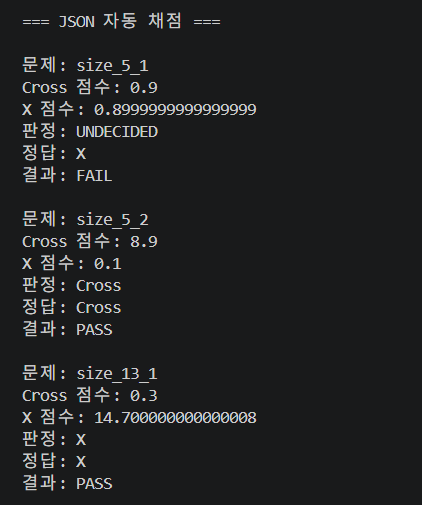 === JSON 자동 채점 ===
문제: size_5_1
Cross 점수: 0.9
X 점수: 0.8999999999999999
판정: UNDECIDED
정답: X
결과: FAIL
문제: size_5_2
Cross 점수: 8.9
X 점수: 0.1
판정: Cross
정답: Cross
결과: PASS
문제: size_13_1
Cross 점수: 0.3
X 점수: 14.700000000000008
판정: X
정답: X
결과: PASS